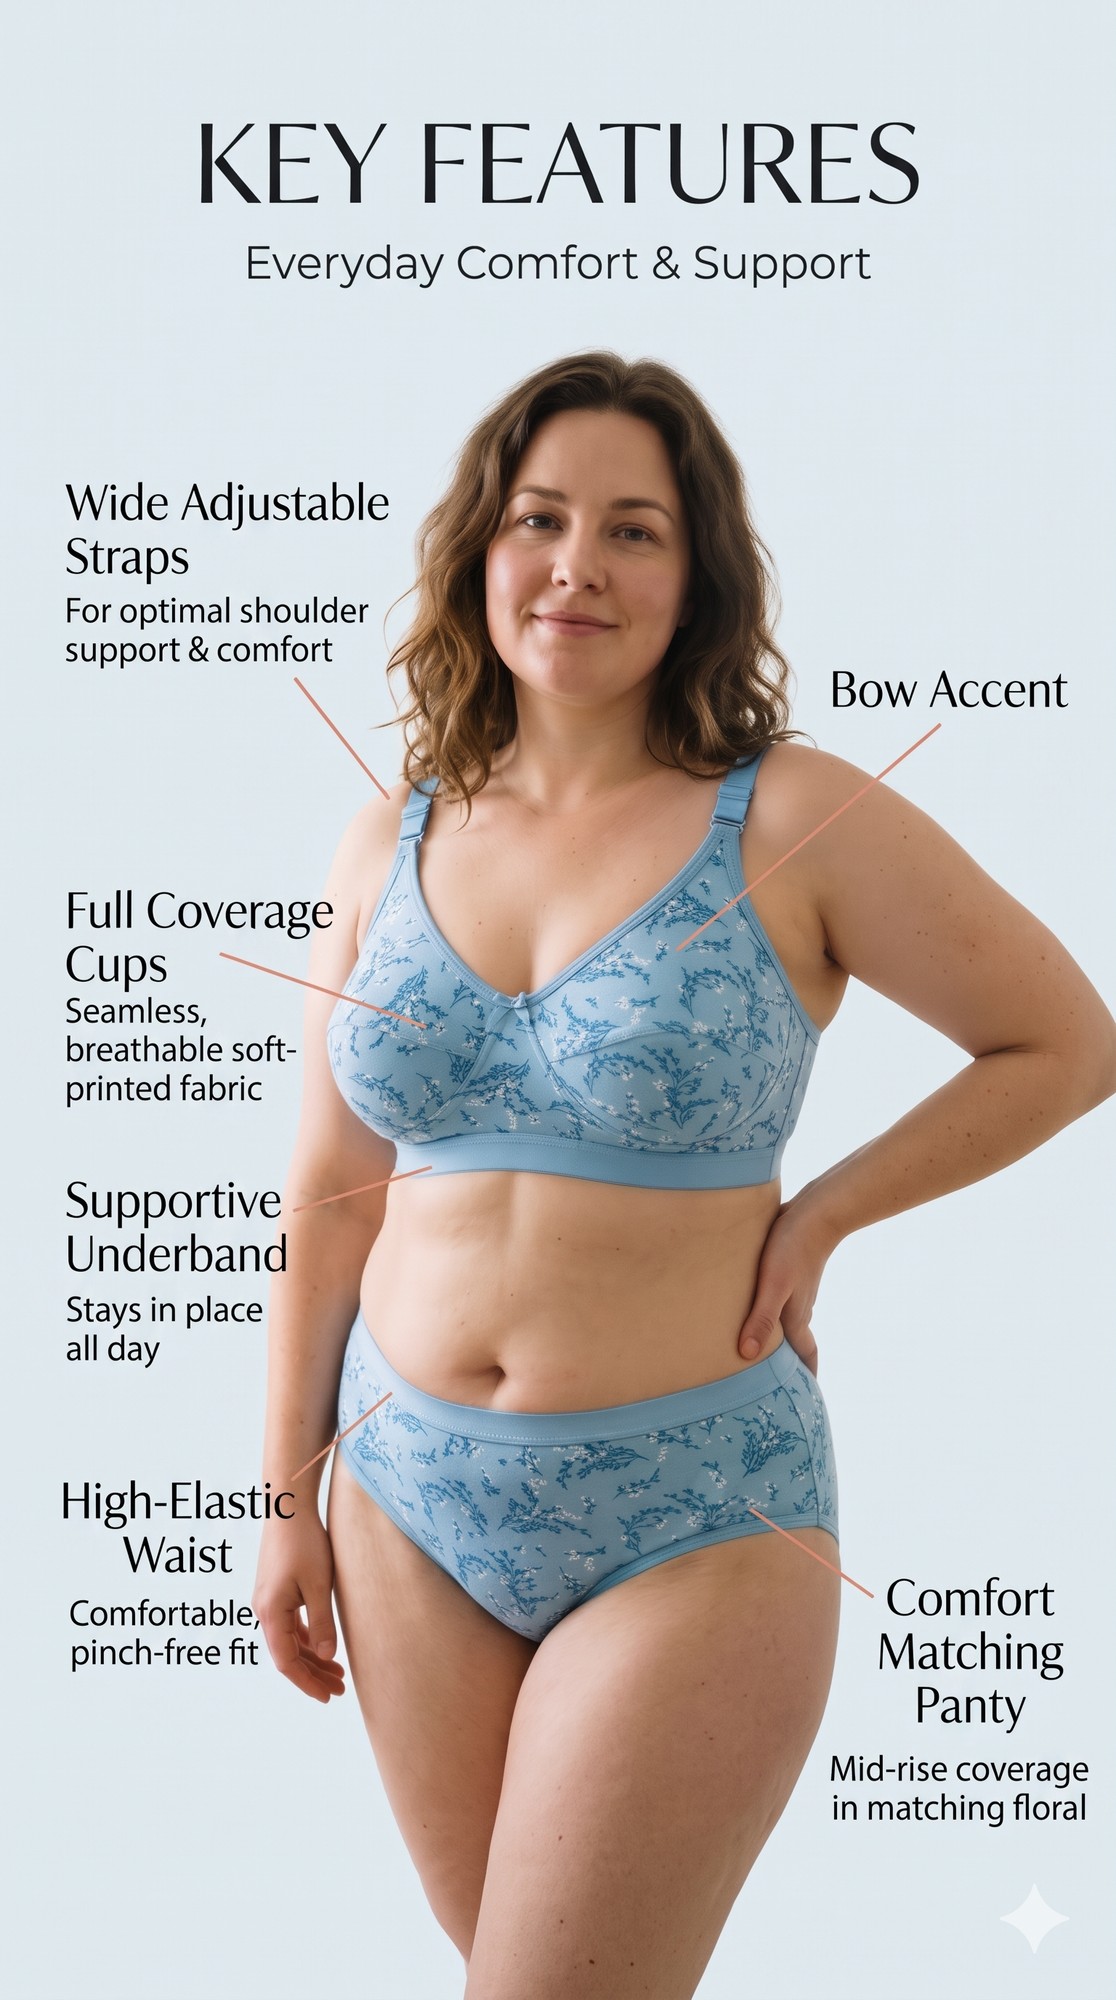 KEY FEATURES
Everyday Comfort & Support
Wide Adjustable
Straps
For optimal shoulder
support & comfort
Bow Accent
Full Coverage
Cups
Seamless,
breathable soft-
printed fabric
Supportive
Underband
Stays in place
all day
High-Elastic
Waist
Comfortable,
pinch-free fit
Comfort
Matching
Panty
Mid-rise coverage
in matching floral